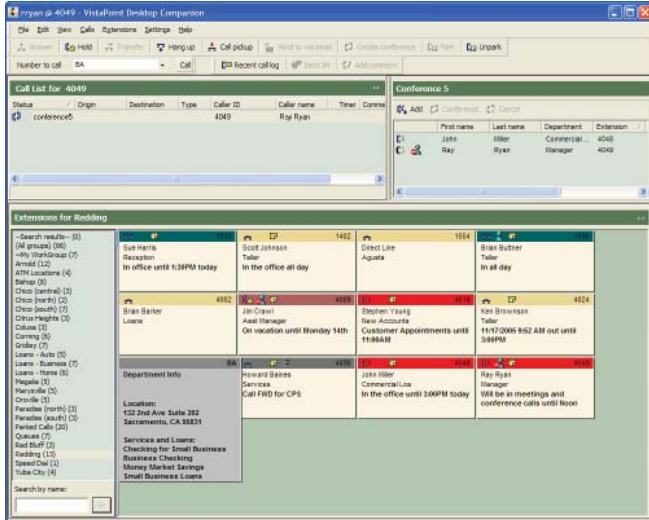 rryan @ 4049 - VistaPoint Desktop Companion
File Edit View Calls Extensions Settings Help
Answer Hold Transfer Hang up Call pickup Send to voicemail Create conference Park Unpark
Number to call BA Call Recent call log Send IM Add comment
Call List for 4049
Status Origin Destination Type Caller ID Caller name Timer Comme
conference5 4049 Ray Ryan
Conference 5
Add Conference Cancel
First name Last name Department Extension
John Miller Commercial ... 4048
Ray Ryan Manager 4049
Extensions for Redding
--Search results-- (0)
(All groups) (96)
~My WorkGroup (7)
Arnold (12)
ATM Locations (4)
Bishop (8)
Chico (central) (3)
Chico (north) (2)
Chico (south) (7)
Citrus Heights (3)
Colusa (3)
Corning (6)
Gridley (7)
Loans - Auto (5)
Loans - Business (7)
Loans - Home (8)
Magalia (5)
Marysville (5)
Oroville (5)
Paradise (north) (3)
Paradise (south) (3)
Parked Calls (20)
Queues (7)
Red Bluff (3)
Redding (13)
Speed Dial (1)
Yuba City (4)
Search by name:
Sue Harris
Reception
In office until 1:30PM today
1402
Scott Johnson
Teller
In the office all day
1554
Direct Line
Agusta
Brian Buttner
Teller
In all day
4002
Brian Barker
Loans
Jim Crawl
Asst Manager
On vacation until Monday 14th
Stephen Young
New Accounts
Customer Appointments until
11:00AM
4024
Ken Brownson
Teller
11/17/2006 9:52 AM out until
3:00PM
BA
Department Info
Location:
132 2nd Ave Suite 202
Sacramento, CA 95831
Services and Loans:
Checking for Small Business
Business Checking
Money Market Savings
Small Business Loans
Howard Baines
Services
Call FWD for CPS
4048
John Miller
Commercial Loa
In the office until 3:00PM today
4049
Ray Ryan
Manager
Will be in meetings and
conference calls until Noon